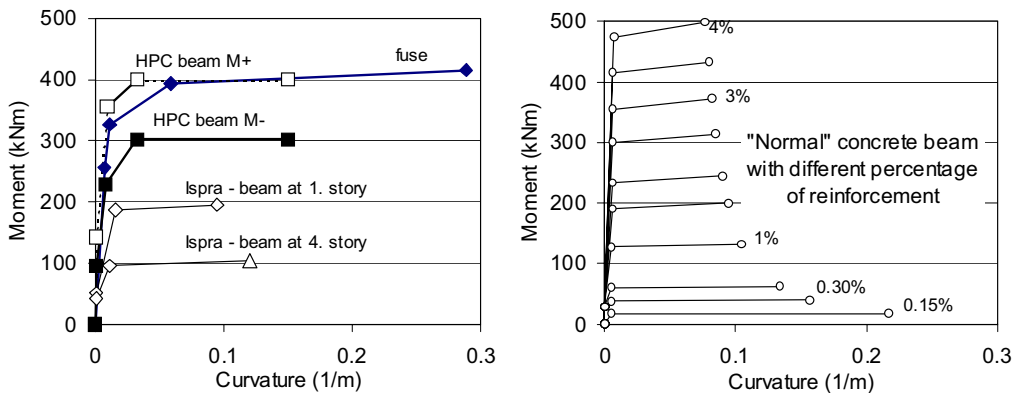 500
400
300
200
100
0
Moment (kNm)
HPC beam M+
fuse
HPC beam M-
Ispra - beam at 1. story
Ispra - beam at 4. story
0
0.1
0.2
0.3
Curvature (1/m)
500
400
300
200
100
0
Moment (kNm)
4%
3%
"Normal" concrete beam
with different percentage
of reinforcement
1%
0.30%
0.15%
0
0.1
0.2
0.3
Curvature (1/m)